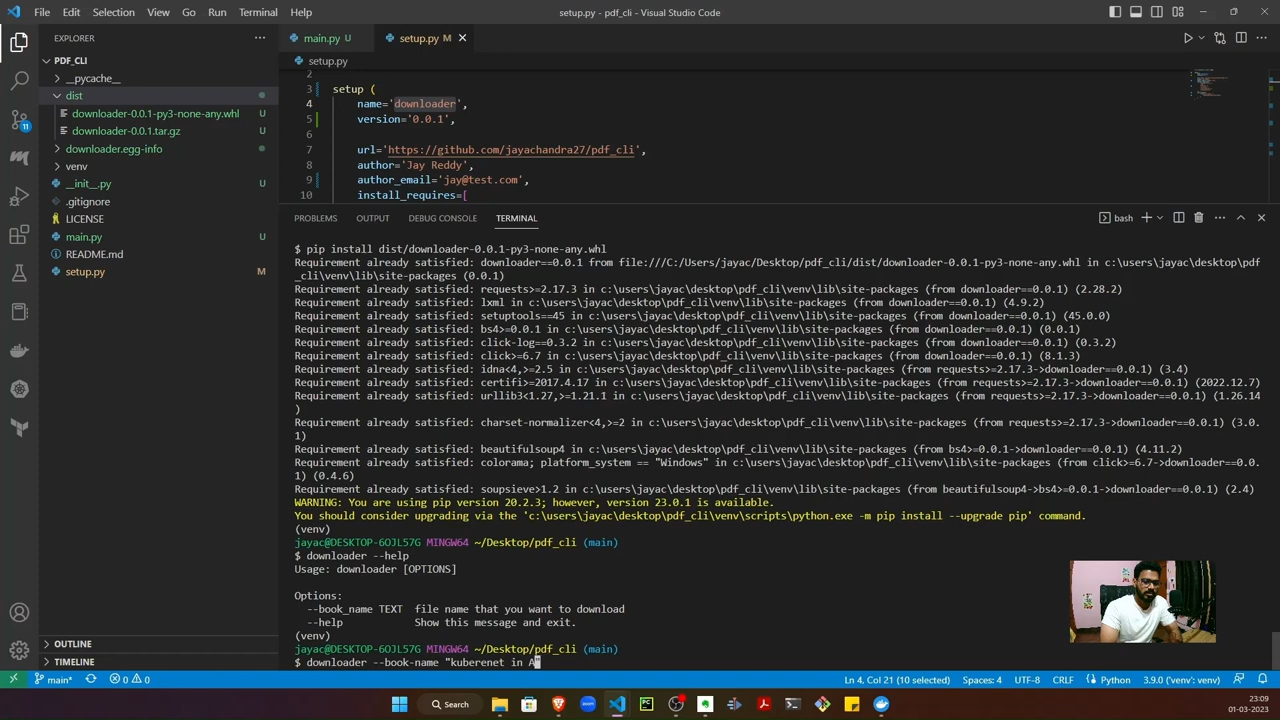 File Edit Selection View Go Run Terminal Help
setup.py - pdf_cli - Visual Studio Code
EXPLORER
PDF_CLI
__pycache__
dist
downloader-0.0.1-py3-none-any.whl U
downloader-0.0.1.tar.gz U
downloader.egg-info
venv
__init__.py U
.gitignore
LICENSE
main.py U
README.md
setup.py M
OUTLINE
TIMELINE
11
main.py U
setup.py M
setup.py
2
3 setup (
4 name='downloader',
5 version='0.0.1',
6
7 url='https://github.com/jayachandra27/pdf_cli',
8 author='Jay Reddy',
9 author_email='jay@test.com',
10 install_requires=[
PROBLEMS OUTPUT DEBUG CONSOLE TERMINAL
bash
$ pip install dist/downloader-0.0.1-py3-none-any.whl
Requirement already satisfied: downloader==0.0.1 from file:///C:/Users/jayac/Desktop/pdf_cli/dist/downloader-0.0.1-py3-none-any.whl in c:\users\jayac\desktop\pdf
_cli\venv\lib\site-packages (0.0.1)
Requirement already satisfied: requests>=2.17.3 in c:\users\jayac\desktop\pdf_cli\venv\lib\site-packages (from downloader==0.0.1) (2.28.2)
Requirement already satisfied: lxml in c:\users\jayac\desktop\pdf_cli\venv\lib\site-packages (from downloader==0.0.1) (4.9.2)
Requirement already satisfied: setuptools==45 in c:\users\jayac\desktop\pdf_cli\venv\lib\site-packages (from downloader==0.0.1) (45.0.0)
Requirement already satisfied: bs4>=0.0.1 in c:\users\jayac\desktop\pdf_cli\venv\lib\site-packages (from downloader==0.0.1) (0.0.1)
Requirement already satisfied: click-log==0.3.2 in c:\users\jayac\desktop\pdf_cli\venv\lib\site-packages (from downloader==0.0.1) (0.3.2)
Requirement already satisfied: click>=6.7 in c:\users\jayac\desktop\pdf_cli\venv\lib\site-packages (from downloader==0.0.1) (8.1.3)
Requirement already satisfied: idna<4,>=2.5 in c:\users\jayac\desktop\pdf_cli\venv\lib\site-packages (from requests>=2.17.3->downloader==0.0.1) (3.4)
Requirement already satisfied: certifi>=2017.4.17 in c:\users\jayac\desktop\pdf_cli\venv\lib\site-packages (from requests>=2.17.3->downloader==0.0.1) (2022.12.7)
Requirement already satisfied: urllib3<1.27,>=1.21.1 in c:\users\jayac\desktop\pdf_cli\venv\lib\site-packages (from requests>=2.17.3->downloader==0.0.1) (1.26.14
)
Requirement already satisfied: charset-normalizer<4,>=2 in c:\users\jayac\desktop\pdf_cli\venv\lib\site-packages (from requests>=2.17.3->downloader==0.0.1) (3.0.
1)
Requirement already satisfied: beautifulsoup4 in c:\users\jayac\desktop\pdf_cli\venv\lib\site-packages (from bs4>=0.0.1->downloader==0.0.1) (4.11.2)
Requirement already satisfied: colorama; platform_system == "Windows" in c:\users\jayac\desktop\pdf_cli\venv\lib\site-packages (from click>=6.7->downloader==0.0.
1) (0.4.6)
Requirement already satisfied: soupsieve>1.2 in c:\users\jayac\desktop\pdf_cli\venv\lib\site-packages (from beautifulsoup4->bs4>=0.0.1->downloader==0.0.1) (2.4)
WARNING: You are using pip version 20.2.3; however, version 23.0.1 is available.
You should consider upgrading via the 'c:\users\jayac\desktop\pdf_cli\venv\scripts\python.exe -m pip install --upgrade pip' command.
(venv)
jayac@DESKTOP-6OJL57G MINGW64 ~/Desktop/pdf_cli (main)
$ downloader --help
Usage: downloader [OPTIONS]

Options:
--book_name TEXT file name that you want to download
--help Show this message and exit.
(venv)
jayac@DESKTOP-6OJL57G MINGW64 ~/Desktop/pdf_cli (main)
$ downloader --book-name "kuberenet in A"
main* 0 0 Ln 4, Col 21 (10 selected) Spaces: 4 UTF-8 CRLF Python 3.9.0 ('venv': venv)
Search
23:09
01-03-2023